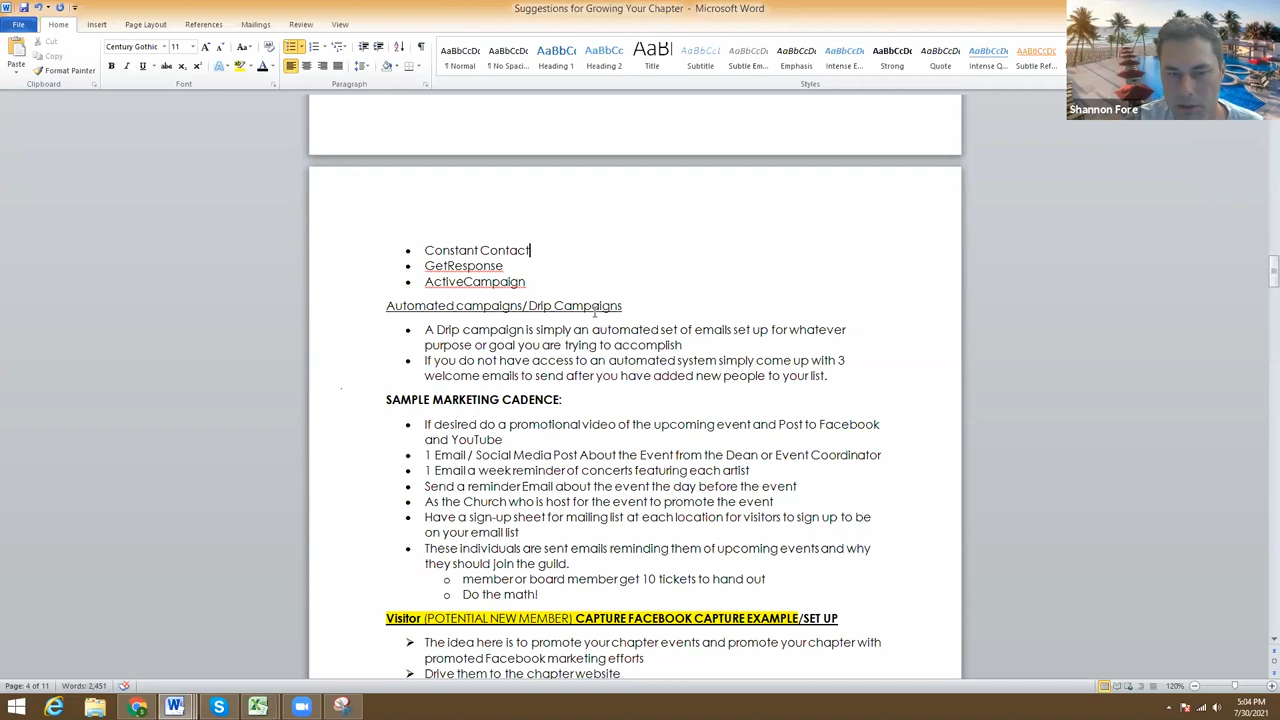 Suggestions for Growing Your Chapter - Microsoft Word
File Home Insert Page Layout References Mailings Review View
Paste
Cut
Copy
Format Painter
Century Gothic 11
AaBbCcDc AaBbCcDc AaBbCc AaBbCc AaB AaBbCcI AaBbCcDc AaBbCcDt AaBbCcDt AaBbCcDc AaBbCcDt AaBbCcDt AaBbCcDc
¶ Normal ¶ No Spaci... Heading 1 Heading 2 Title Subtitle Subtle Em... Emphasis Intense E... Strong Quote Intense Q... Subtle Ref...
Clipboard Font Paragraph Styles
Shannon Fore
• Constant Contact
• GetResponse
• ActiveCampaign
Automated campaigns/ Drip Campaigns
• A Drip campaign is simply an automated set of emails set up for whatever
purpose or goal you are trying to accomplish
• If you do not have access to an automated system simply come up with 3
welcome emails to send after you have added new people to your list.
SAMPLE MARKETING CADENCE:
• If desired do a promotional video of the upcoming event and Post to Facebook
and YouTube
• 1 Email / Social Media Post About the Event from the Dean or Event Coordinator
• 1 Email a week reminder of concerts featuring each artist
• Send a reminder Email about the event the day before the event
• As the Church who is host for the event to promote the event
• Have a sign-up sheet for mailing list at each location for visitors to sign up to be
on your email list
• These individuals are sent emails reminding them of upcoming events and why
they should join the guild.
o member or board member get 10 tickets to hand out
o Do the math!
Visitor (POTENTIAL NEW MEMBER) CAPTURE FACEBOOK CAPTURE EXAMPLE/SET UP
➢ The idea here is to promote your chapter events and promote your chapter with
promoted Facebook marketing efforts
➢ Drive them to the chapter website
Page: 4 of 11 Words: 2,451 120%
5:04 PM
7/30/2021